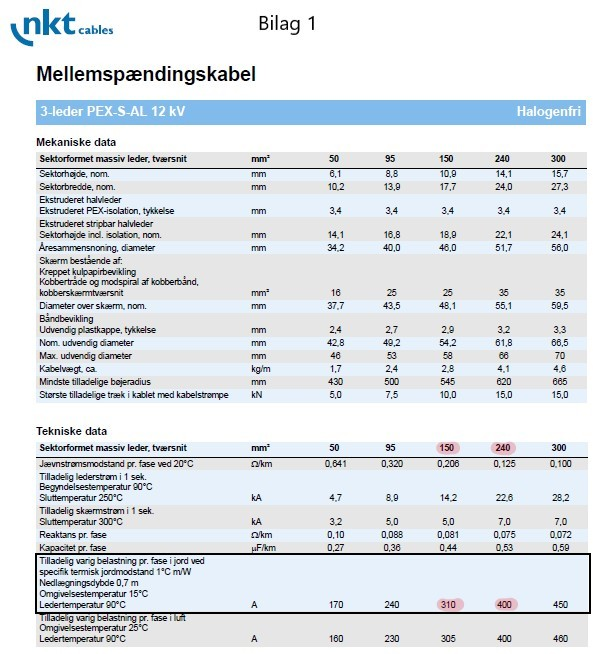 nkt cables
Bilag 1
Mellemspændingskabel
3-leder PEX-S-AL 12 kV Halogenfri
Mekaniske data
Sektorformet massiv leder, tværsnit mm² 50 95 150 240 300
Sektorhøjde, nom. mm 6,1 8,8 10,9 14,1 15,7
Sektorbredde, nom. mm 10,2 13,9 17,7 24,0 27,3
Ekstruderet halvleder
Ekstruderet PEX-isolation, tykkelse mm 3,4 3,4 3,4 3,4 3,4
Ekstruderet stripbar halvleder
Sektorhøjde incl. isolation, nom. mm 14,1 16,8 18,9 22,1 24,1
Åresammensnoning, diameter mm 34,2 40,0 46,0 51,7 56,0
Skærm bestående af:
Kreppet kulpapirbevikling
Kobbertråde og modspiral af kobberbånd,
kobberskærmtværsnit mm² 16 25 25 35 35
Diameter over skærm, nom. mm 37,7 43,5 48,1 55,1 59,5
Båndbevikling
Udvendig plastkappe, tykkelse mm 2,4 2,7 2,9 3,2 3,3
Nom. udvendig diameter mm 42,8 49,2 54,2 61,8 66,5
Max. udvendig diameter mm 46 53 58 66 70
Kabelvægt, ca. kg/m 1,7 2,4 2,8 4,1 4,6
Mindste tilladelige bøjeradius mm 430 500 545 620 665
Største tilladelige træk i kablet med kabelstrømpe kN 5,0 7,5 10,0 15,0 15,0
Tekniske data
Sektorformet massiv leder, tværsnit mm² 50 95 150 240 300
Jævnstrømsmodstand pr. fase ved 20°C Ω/km 0,641 0,320 0,206 0,125 0,100
Tilladelig lederstrøm i 1 sek.
Begyndelsestemperatur 90°C
Sluttemperatur 250°C kA 4,7 8,9 14,2 22,6 28,2
Tilladelig skærmstrøm i 1 sek.
Sluttemperatur 300°C kA 3,2 5,0 5,0 7,0 7,0
Reaktans pr. fase Ω/km 0,10 0,088 0,081 0,075 0,072
Kapacitet pr. fase µF/km 0,27 0,36 0,44 0,53 0,59
Tilladelig varig belastning pr. fase i jord ved
specifik termisk jordmodstand 1°C m/W
Nedlægningsdybde 0,7 m
Omgivelsestemperatur 15°C
Ledertemperatur 90°C A 170 240 310 400 450
Tilladelig varig belastning pr. fase i luft
Omgivelsestemperatur 25°C
Ledertemperatur 90°C A 160 230 305 400 460